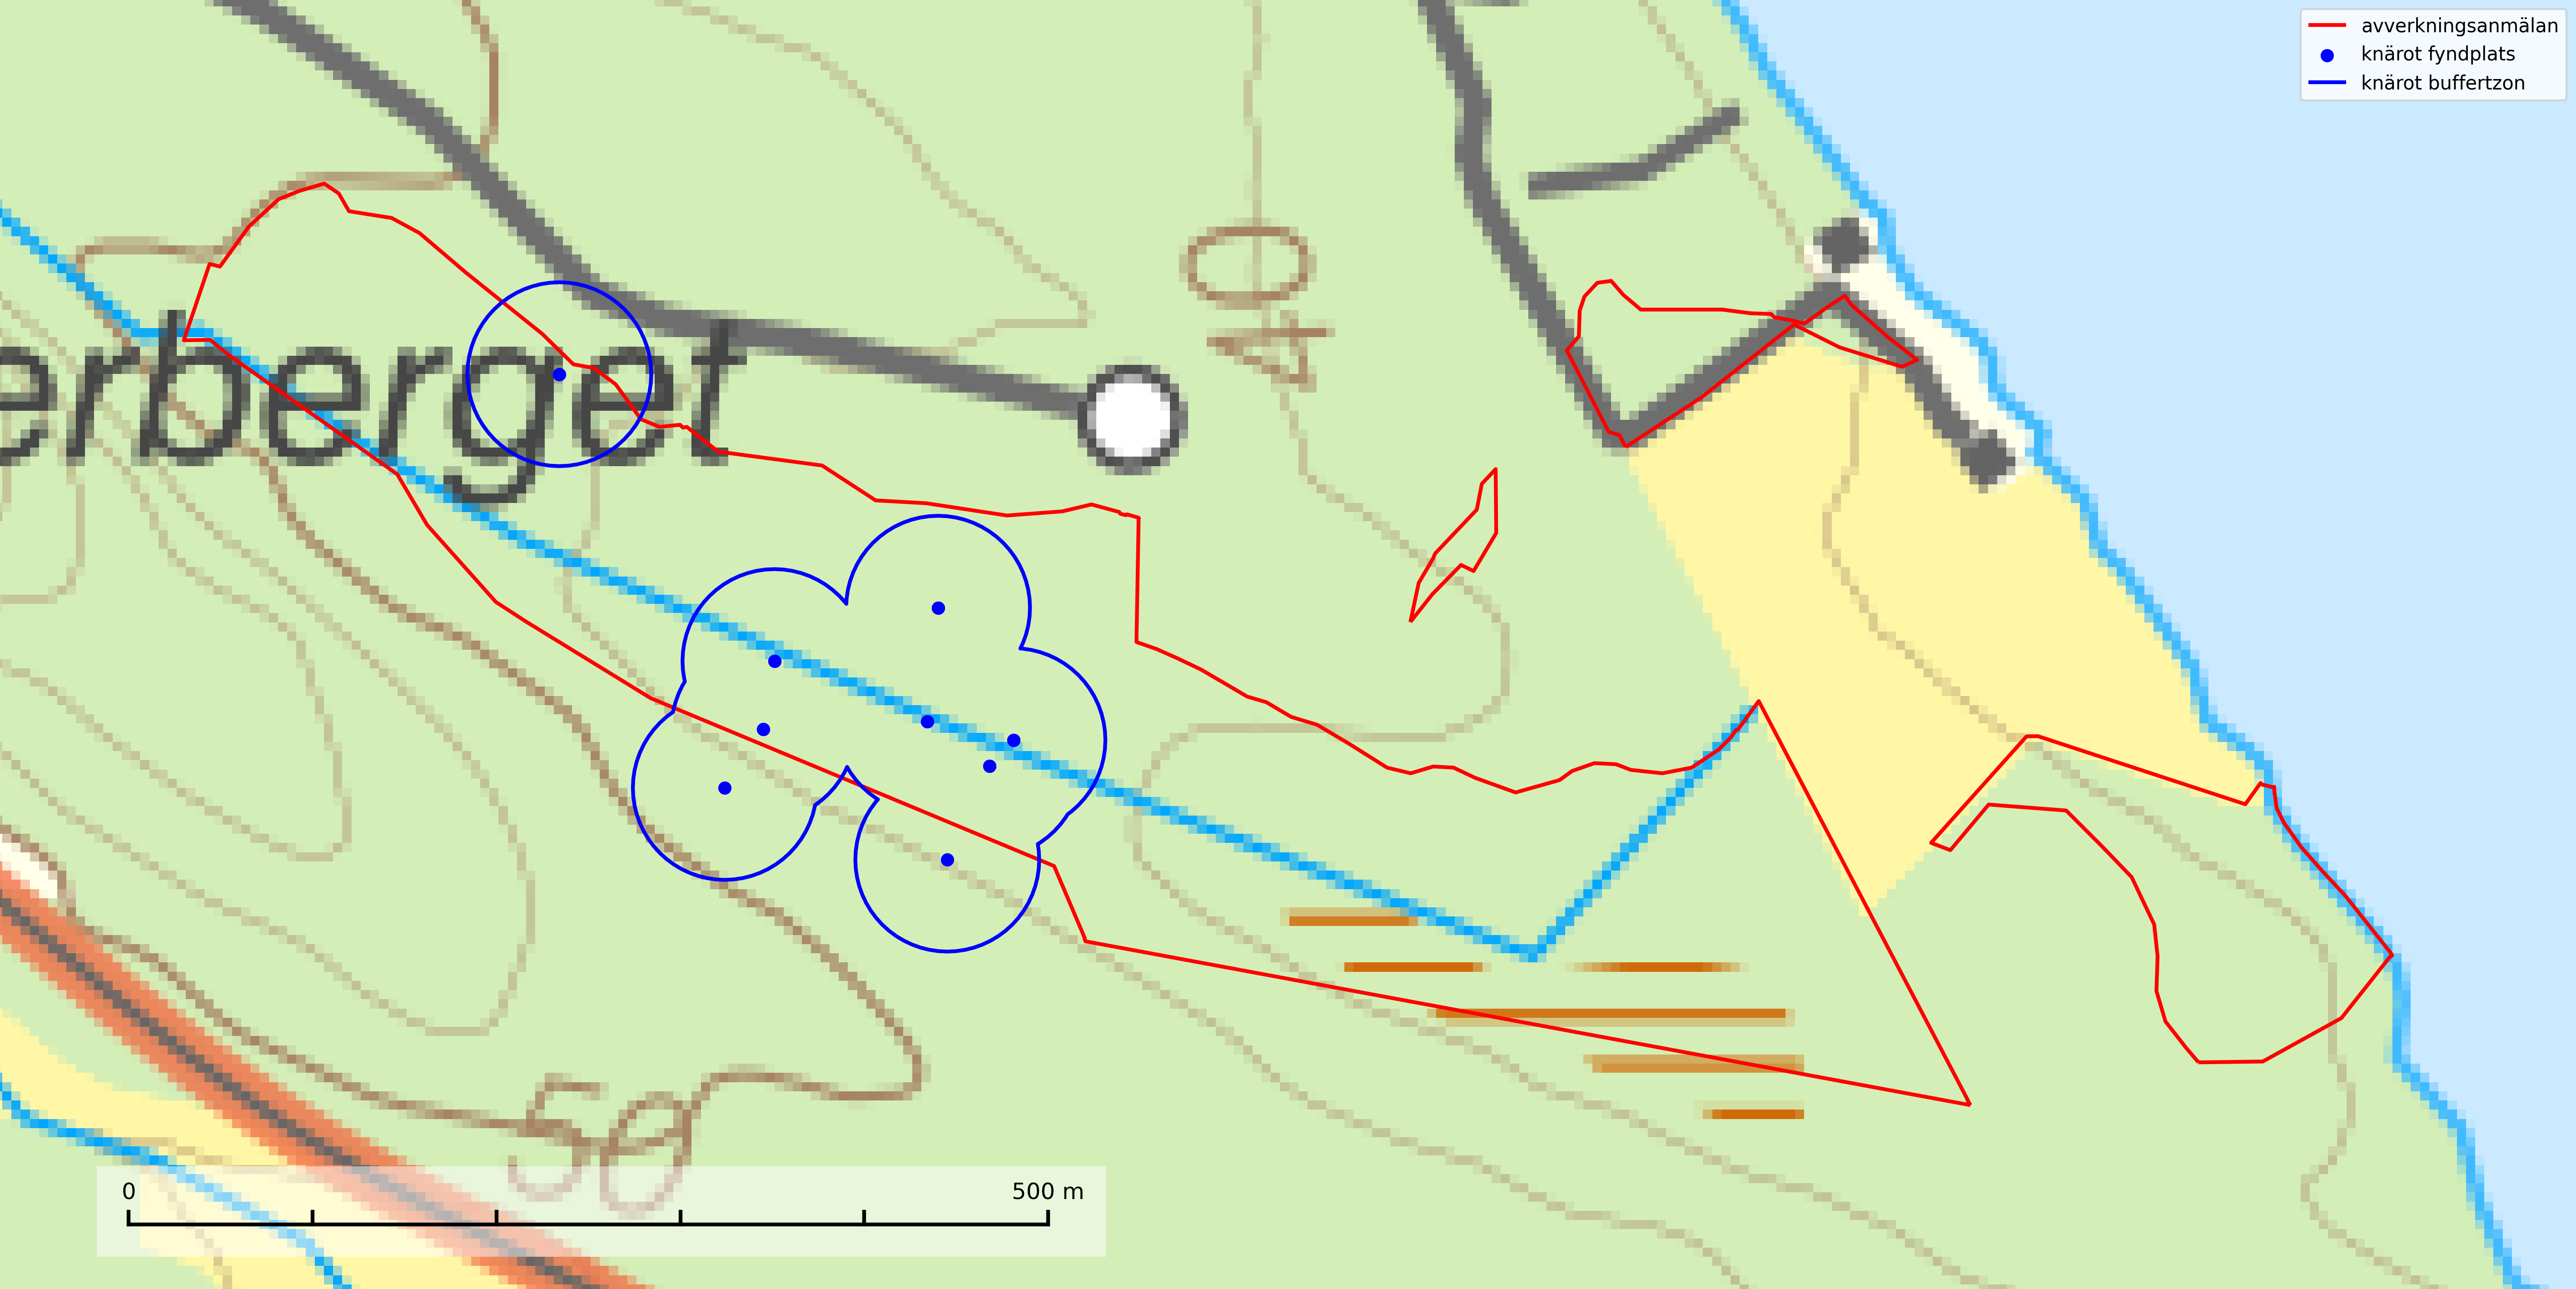 avverkningsanmälan
knärot fyndplats
knärot buffertzon
40
erberget
50
0 500 m